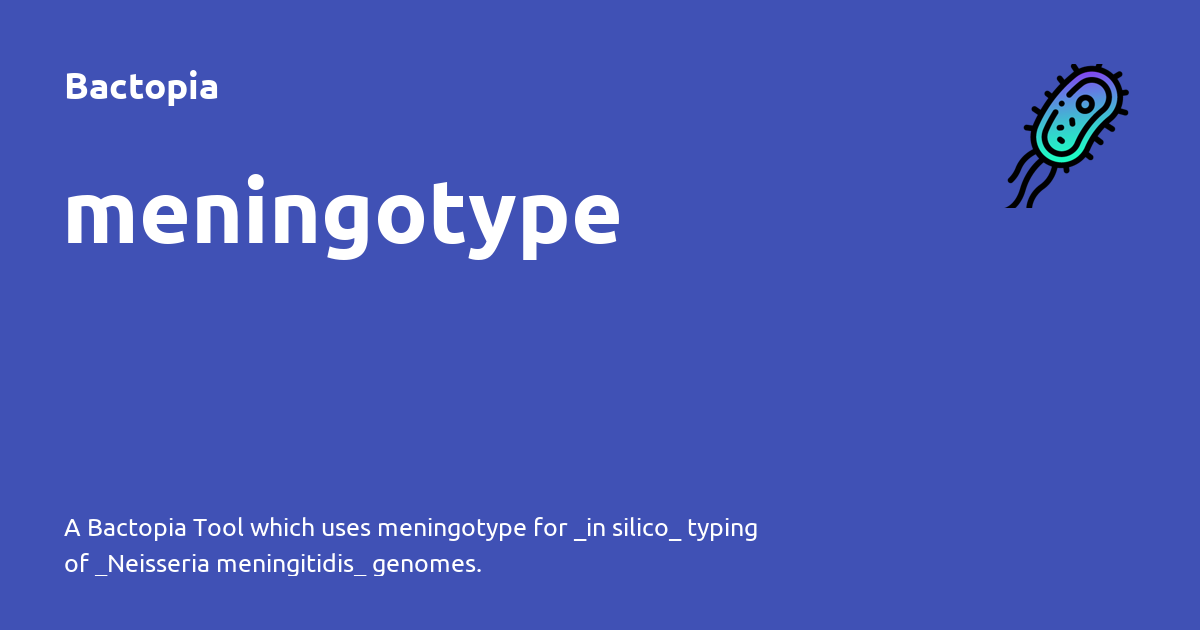 Bactopia
meningotype
A Bactopia Tool which uses meningotype for _in silico_ typing
of _Neisseria meningitidis_ genomes.